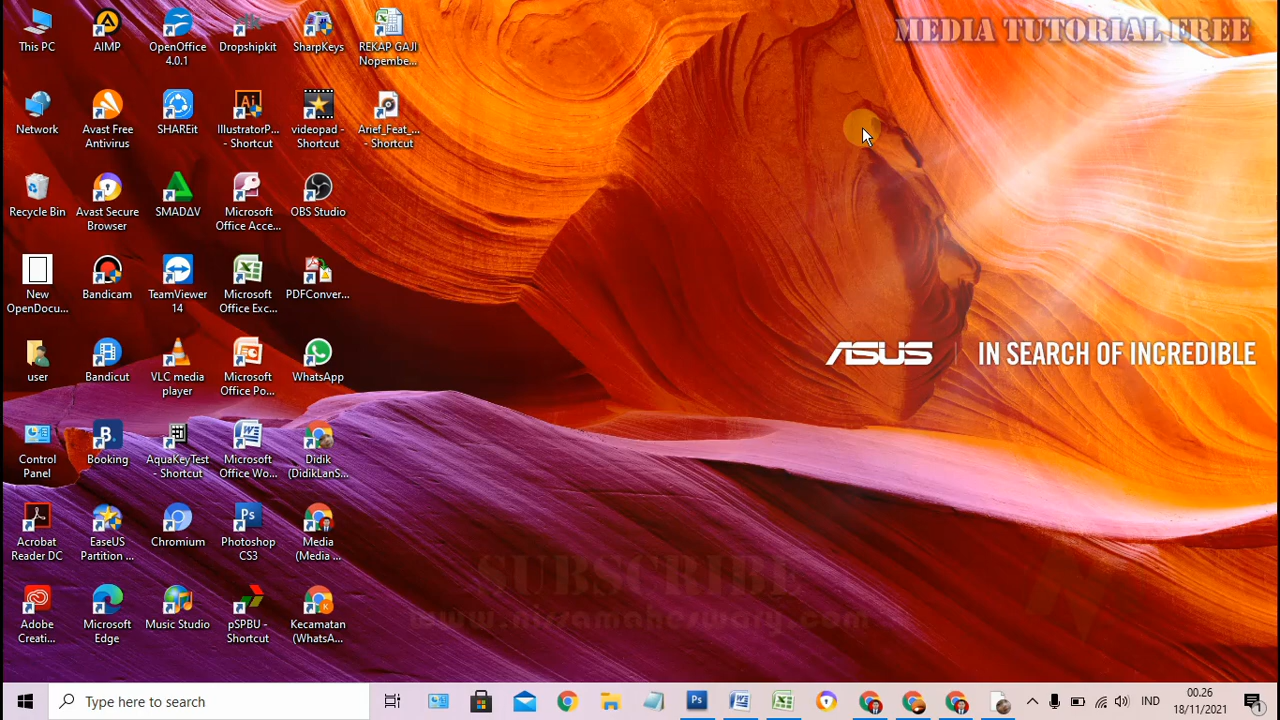 MEDIA TUTORIAL FREE
This PC
AIMP
OpenOffice
4.0.1
Dropshipkit
SharpKeys
REKAP GAJI
Nopembe...
Network
Avast Free
Antivirus
SHAREit
IllustratorP...
- Shortcut
videopad -
Shortcut
Arief_Feat_...
- Shortcut
Recycle Bin
Avast Secure
Browser
SMADΔV
Microsoft
Office Acce...
OBS Studio
New
OpenDocu...
Bandicam
TeamViewer
14
Microsoft
Office Exc...
PDFConver...
user
Bandicut
VLC media
player
Microsoft
Office Po...
WhatsApp
ASUS | IN SEARCH OF INCREDIBLE
Control
Panel
Booking
AquaKeyTest
- Shortcut
Microsoft
Office Wo...
Didik
(DidikLanS...
Acrobat
Reader DC
EaseUS
Partition ...
Chromium
Photoshop
CS3
Media
(Media ...
Adobe
Creati...
Microsoft
Edge
Music Studio
pSPBU -
Shortcut
Kecamatan
(WhatsA...
SUBSCRIBE
www.nissamaheswary.com
Type here to search
IND
00.26
18/11/2021
1